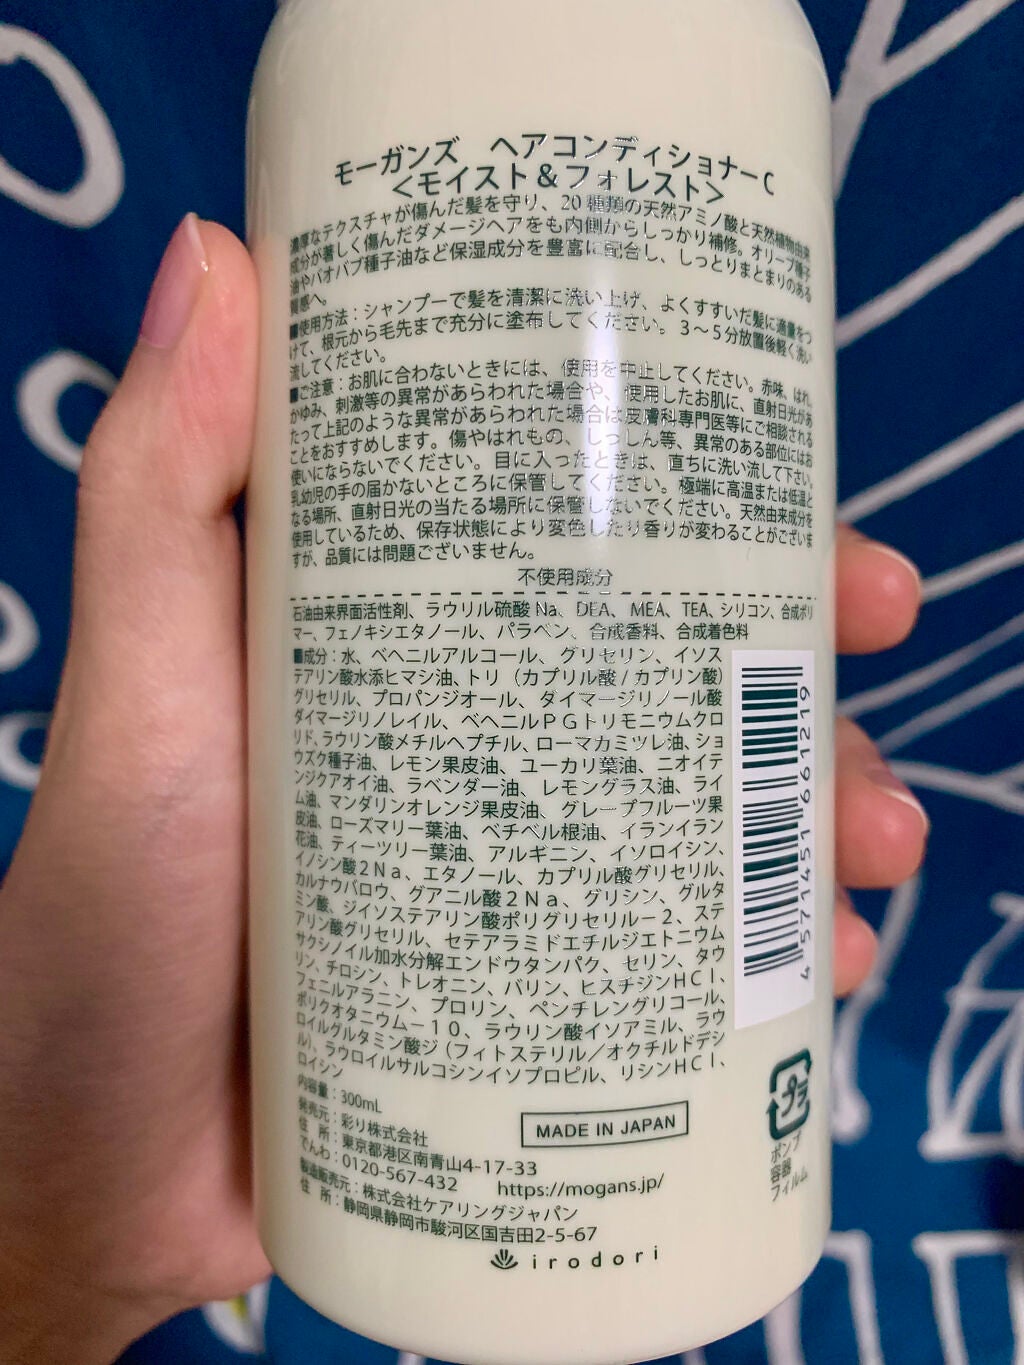 モーガンズ ヘアコンディショナーC
＜モイスト＆フォレスト＞
濃厚なテクスチャが傷んだ髪を守り、20種類の天然アミノ酸と天然植物由来
成分が著しく傷んだダメージヘアをも内側からしっかり補修。オリーブ種子
油やバオバブ種子油など保湿成分を豊富に配合し、しっとりまとまりのある
質感へ。
■使用方法：シャンプーで髪を清潔に洗い上げ、よくすすいだ髪に適量をつ
けて、根元から毛先まで充分に塗布してください。3～5分放置後軽く洗い
流してください。
■ご注意：お肌に合わないときには、使用を中止してください。赤味、はれ、
かゆみ、刺激等の異常があらわれた場合や、使用したお肌に、直射日光があ
たって上記のような異常があらわれた場合は皮膚科専門医等にご相談される
ことをおすすめします。傷やはれもの、しっしん等、異常のある部位にはお
使いにならないでください。目に入ったときは、直ちに洗い流して下さい。
乳幼児の手の届かないところに保管してください。極端に高温または低温と
なる場所、直射日光の当たる場所に保管しないでください。天然由来成分を
使用しているため、保存状態により変色したり香りが変わることがございま
すが、品質には問題ございません。
不使用成分
石油由来界面活性剤、ラウリル硫酸Na、DEA、MEA、TEA、シリコン、合成ポリ
マー、フェノキシエタノール、パラベン、合成香料、合成着色料
■成分：水、ベヘニルアルコール、グリセリン、イソス
テアリン酸水添ヒマシ油、トリ（カプリル酸/カプリン酸）
グリセリル、プロパンジオール、ダイマージリノール酸
ダイマージリノレイル、ベヘニルPGトリモニウムクロ
リド、ラウリン酸メチルヘプチル、ローマカミツレ油、ショ
ウズク種子油、レモン果皮油、ユーカリ葉油、ニオイテ
ンジクアオイ油、ラベンダー油、レモングラス油、ライ
ム油、マンダリンオレンジ果皮油、グレープフルーツ果
皮油、ローズマリー葉油、ベチベル根油、イランイラン
花油、ティーツリー葉油、アルギニン、イソロイシン、
イノシン酸2Na、エタノール、カプリル酸グリセリル、
カルナウバロウ、グアニル酸2Na、グリシン、グルタ
ミン酸、ジイソステアリン酸ポリグリセリル－2、ステ
アリン酸グリセリル、セテアラミドエチルジエトニウム
サクシノイル加水分解エンドウタンパク、セリン、タウ
リン、チロシン、トレオニン、バリン、ヒスチジンHCl、
フェニルアラニン、プロリン、ペンチレングリコール、
ポリクオタニウム－10、ラウリン酸イソアミル、ラウ
ロイルグルタミン酸ジ（フィトステリル／オクチルドデシ
ル）、ラウロイルサルコシンイソプロピル、リシンHCl、
ロイシン
4571451661219
内容量：300mL
発売元：彩り株式会社
住 所：東京都港区南青山4-17-33
でんわ：0120-567-432 https://mogans.jp/
製造販売元：株式会社ケアリングジャパン
住 所：静岡県静岡市駿河区国吉田2-5-67
MADE IN JAPAN
プラ
ポンプ
容器
フィルム
irodori